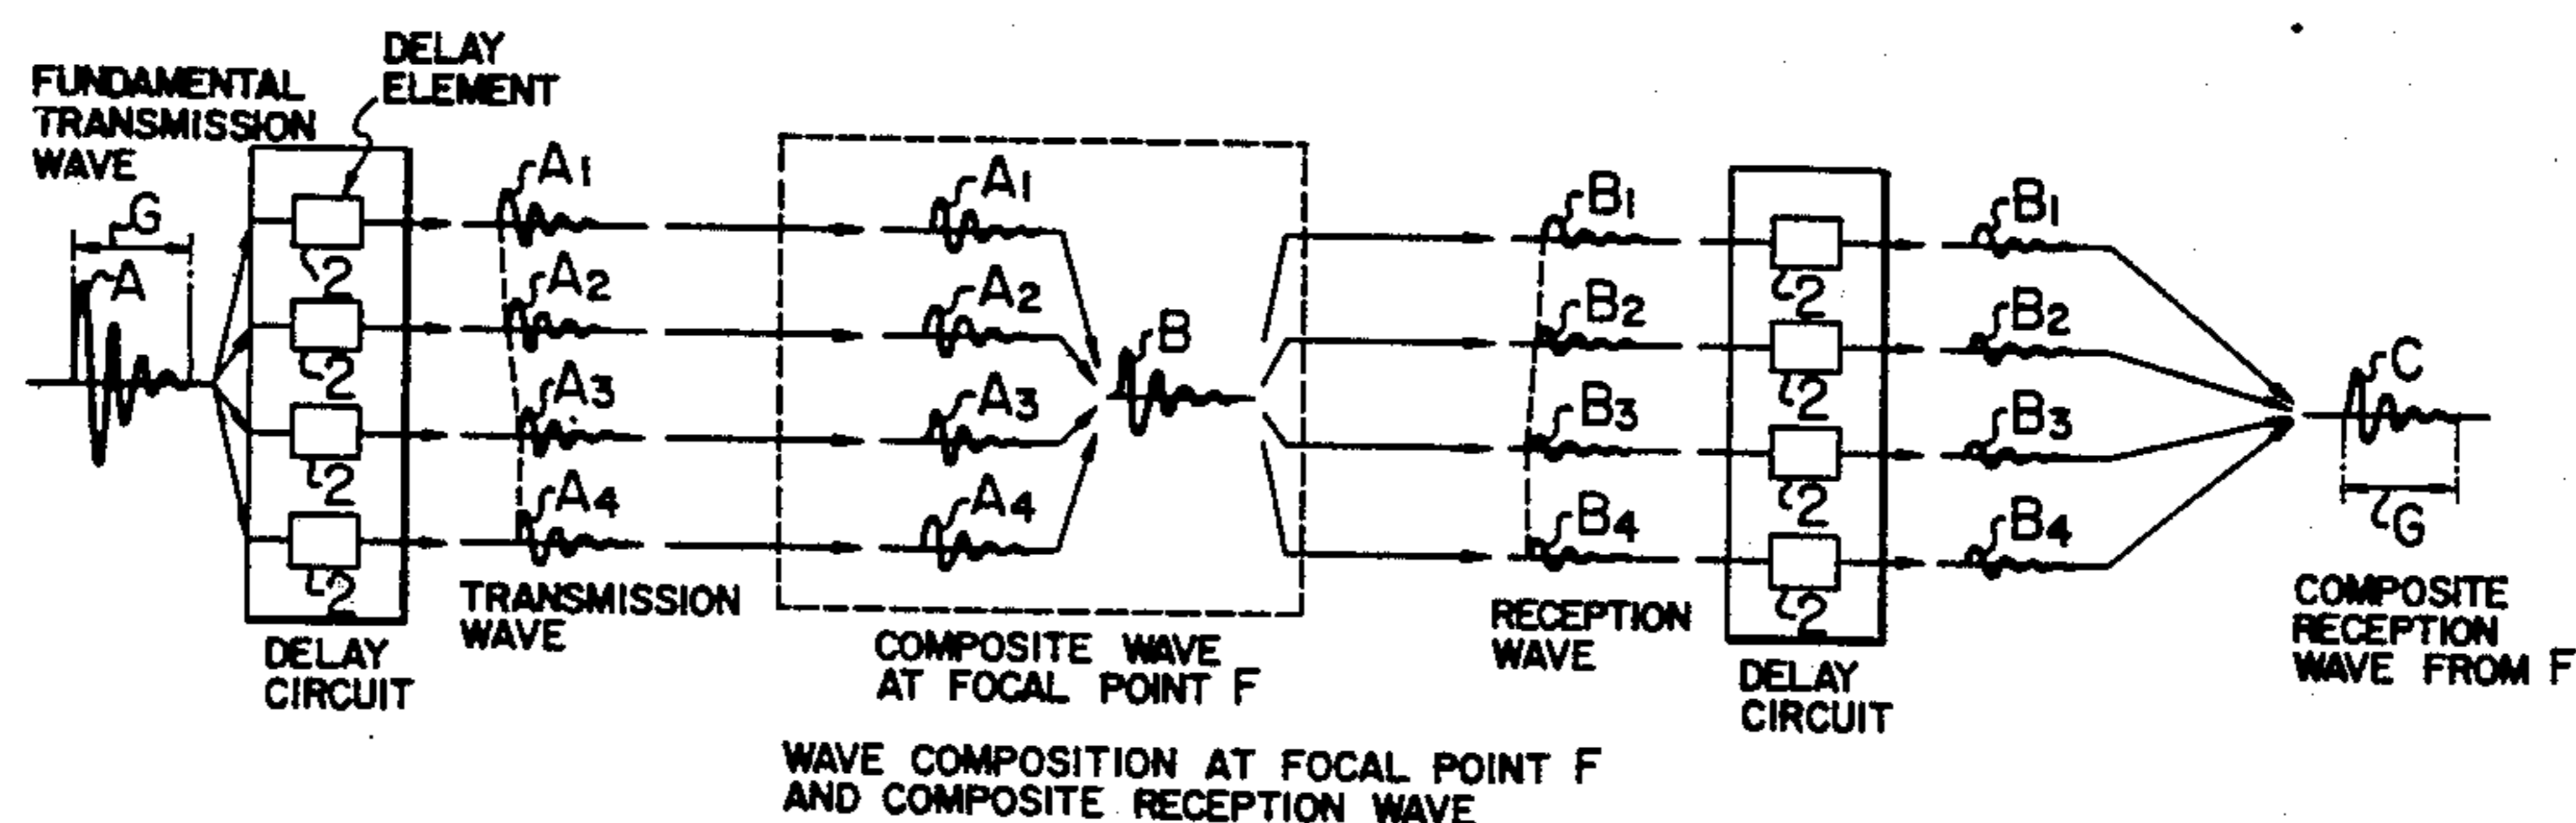 FUNDAMENTAL
TRANSMISSION
WAVE
DELAY
ELEMENT
G
A
2
2
2
2
DELAY
CIRCUIT
A1
A2
A3
A4
TRANSMISSION
WAVE
A1
A2
A3
A4
B
COMPOSITE WAVE
AT FOCAL POINT F
B1
B2
B3
B4
RECEPTION
WAVE
2
2
2
2
DELAY
CIRCUIT
B1
B2
B3
B4
C
G
COMPOSITE
RECEPTION
WAVE FROM F
WAVE COMPOSITION AT FOCAL POINT F
AND COMPOSITE RECEPTION WAVE